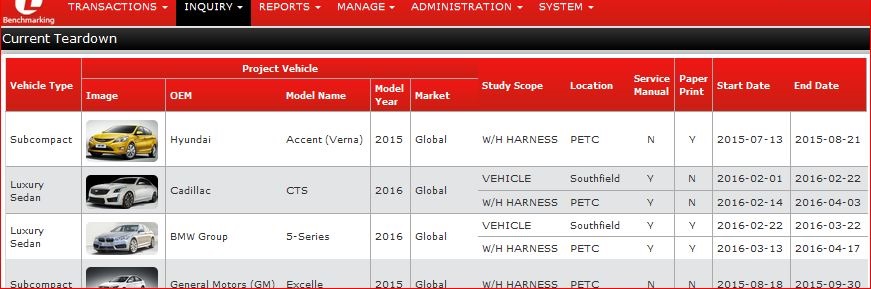 TRANSACTIONS INQUIRY REPORTS MANAGE ADMINISTRATION SYSTEM
Benchmarking
Current Teardown
Vehicle Type Project Vehicle Study Scope Location Service Manual Paper Print Start Date End Date
Image OEM Model Name Model Year Market
Subcompact Hyundai Accent (Verna) 2015 Global W/H HARNESS PETC N Y 2015-07-13 2015-08-21
Luxury Sedan Cadillac CTS 2016 Global VEHICLE Southfield Y N 2016-02-01 2016-02-22
W/H HARNESS PETC Y N 2016-02-14 2016-04-03
Luxury Sedan BMW Group 5-Series 2016 Global VEHICLE Southfield Y Y 2016-02-22 2016-03-22
W/H HARNESS PETC Y Y 2016-03-13 2016-04-17
Subcompact General Motors (GM) Excelle 2015 Global W/H HARNESS PETC N N 2015-08-18 2015-09-30